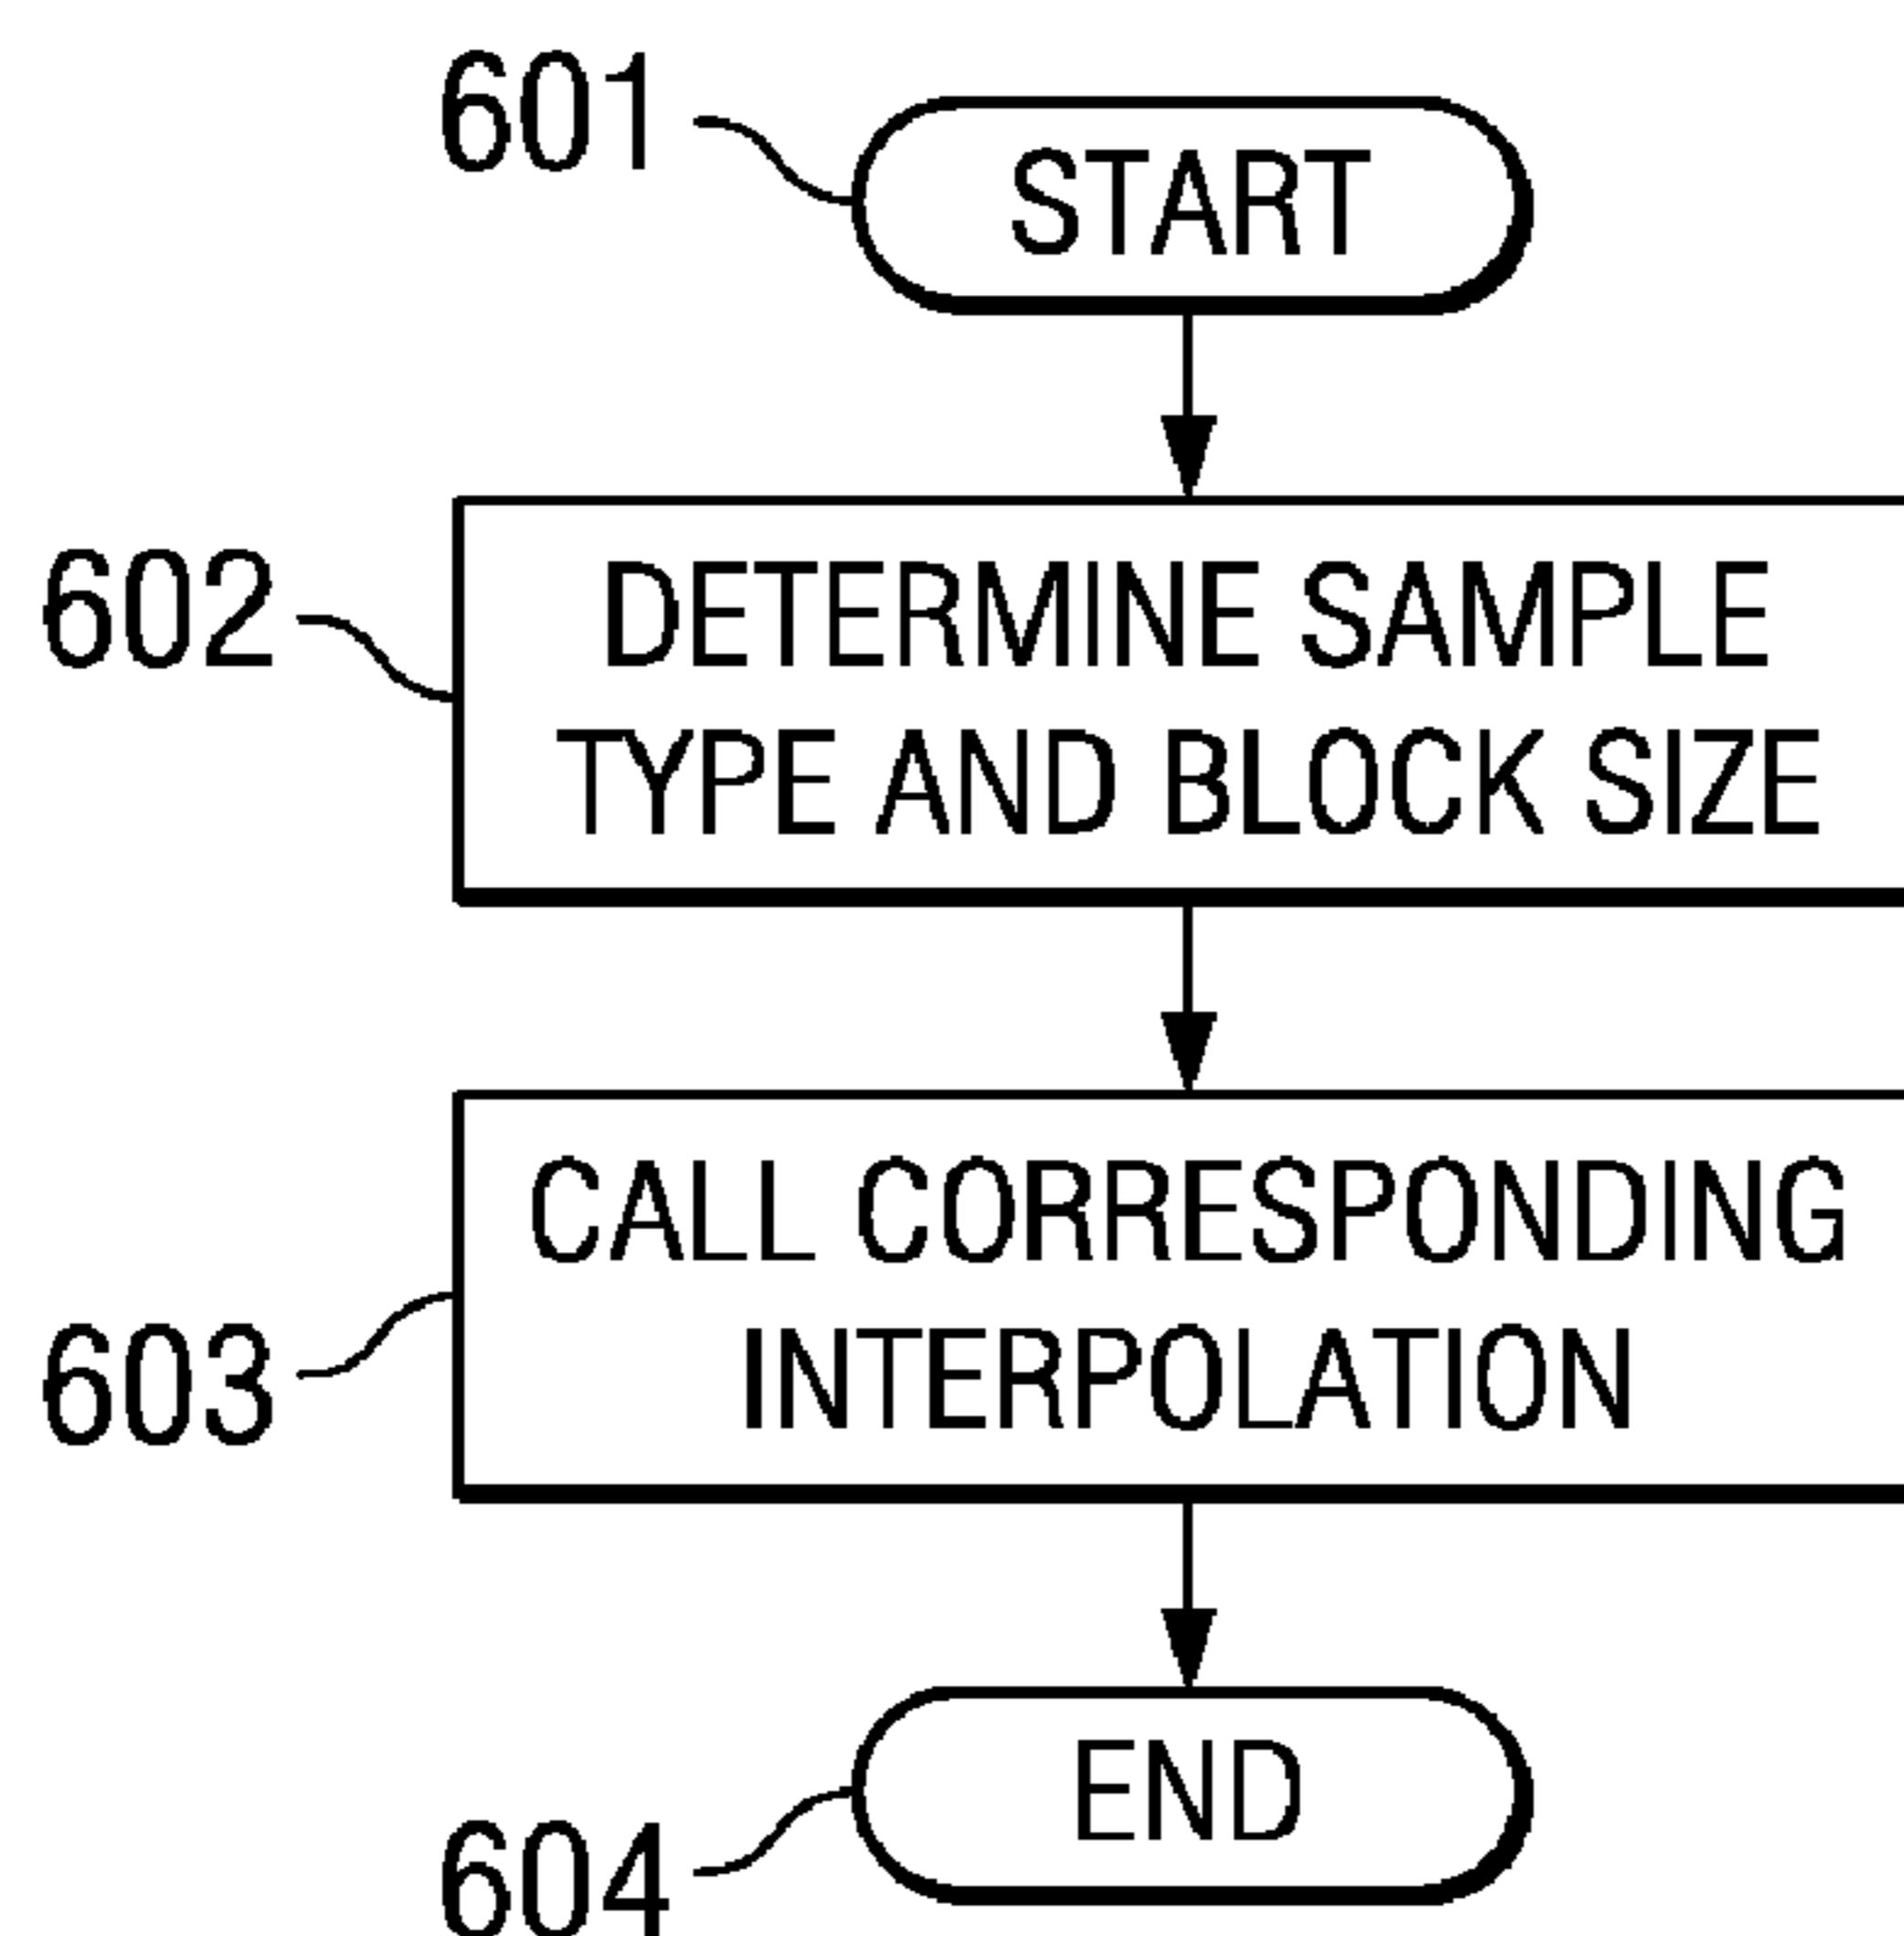 601
START
602
DETERMINE SAMPLE
TYPE AND BLOCK SIZE
CALL CORRESPONDING
INTERPOLATION
603
END
604